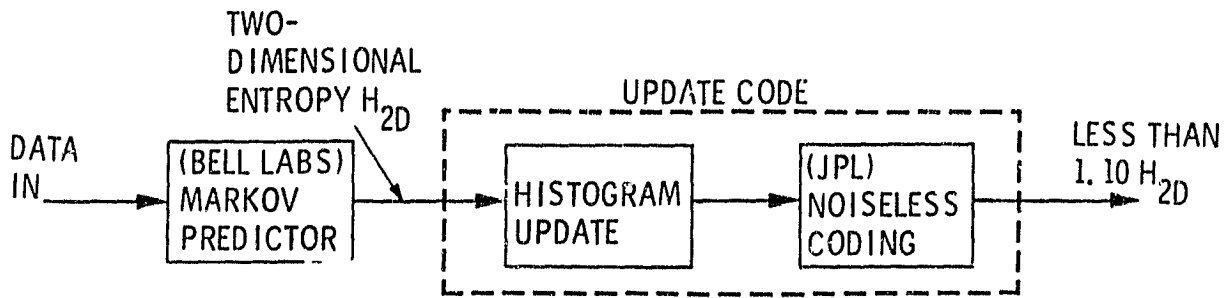 TWO-
DIMENSIONAL
ENTROPY H2D
UPDATE CODE
DATA
IN
(BELL LABS)
MARKOV
PREDICTOR
HISTOGRAM
UPDATE
(JPL)
NOISELESS
CODING
LESS THAN
1.10 H2D